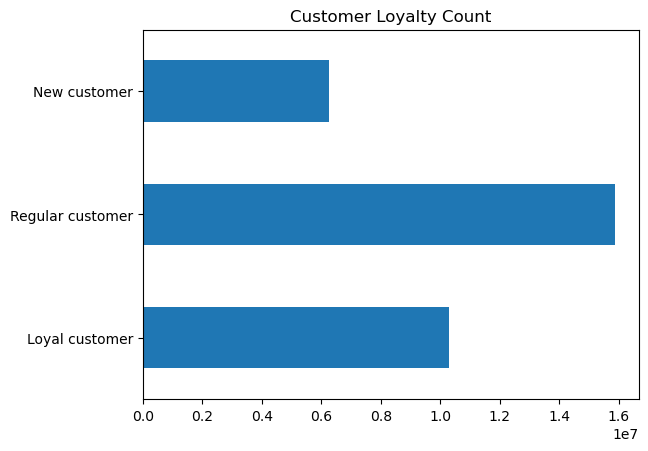 Customer Loyalty Count
New customer
Regular customer
Loyal customer
0.0 0.2 0.4 0.6 0.8 1.0 1.2 1.4 1.6
1e7